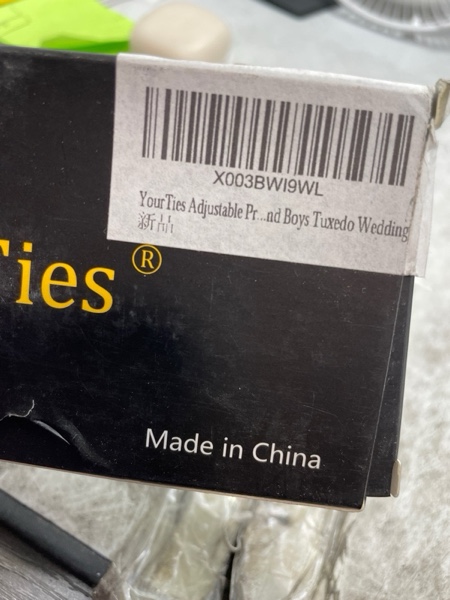 X003BWI9WL
YourTies Adjustable Pr...nd Boys Tuxedo Wedding
新品
Ties®
Made in China